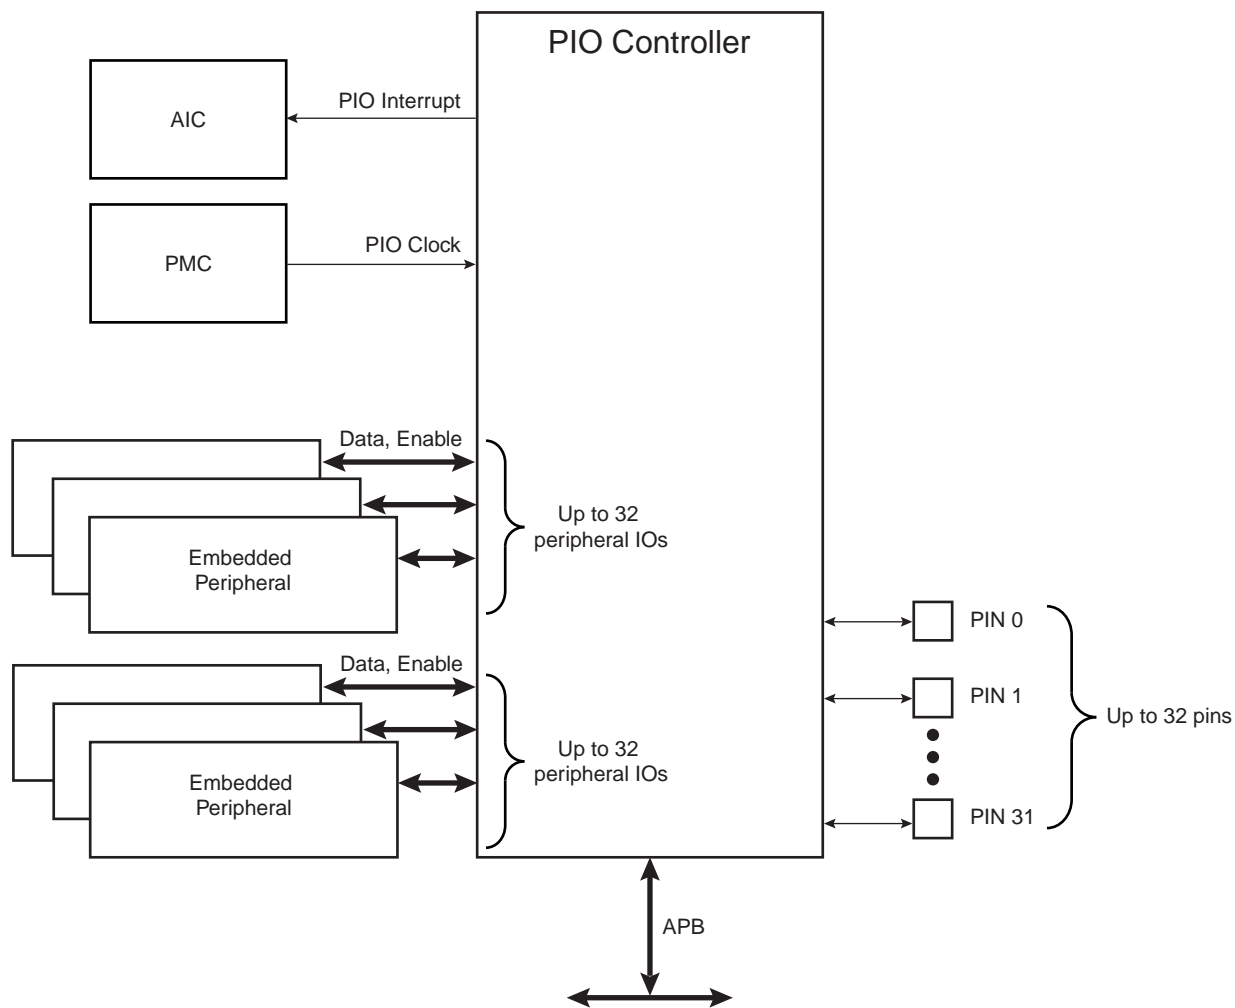 PIO Controller
AIC
PIO Interrupt
PMC
PIO Clock
Data, Enable
Up to 32
peripheral IOs
Embedded
Peripheral
Data, Enable
Up to 32
peripheral IOs
Embedded
Peripheral
PIN 0
PIN 1
Up to 32 pins
PIN 31
APB